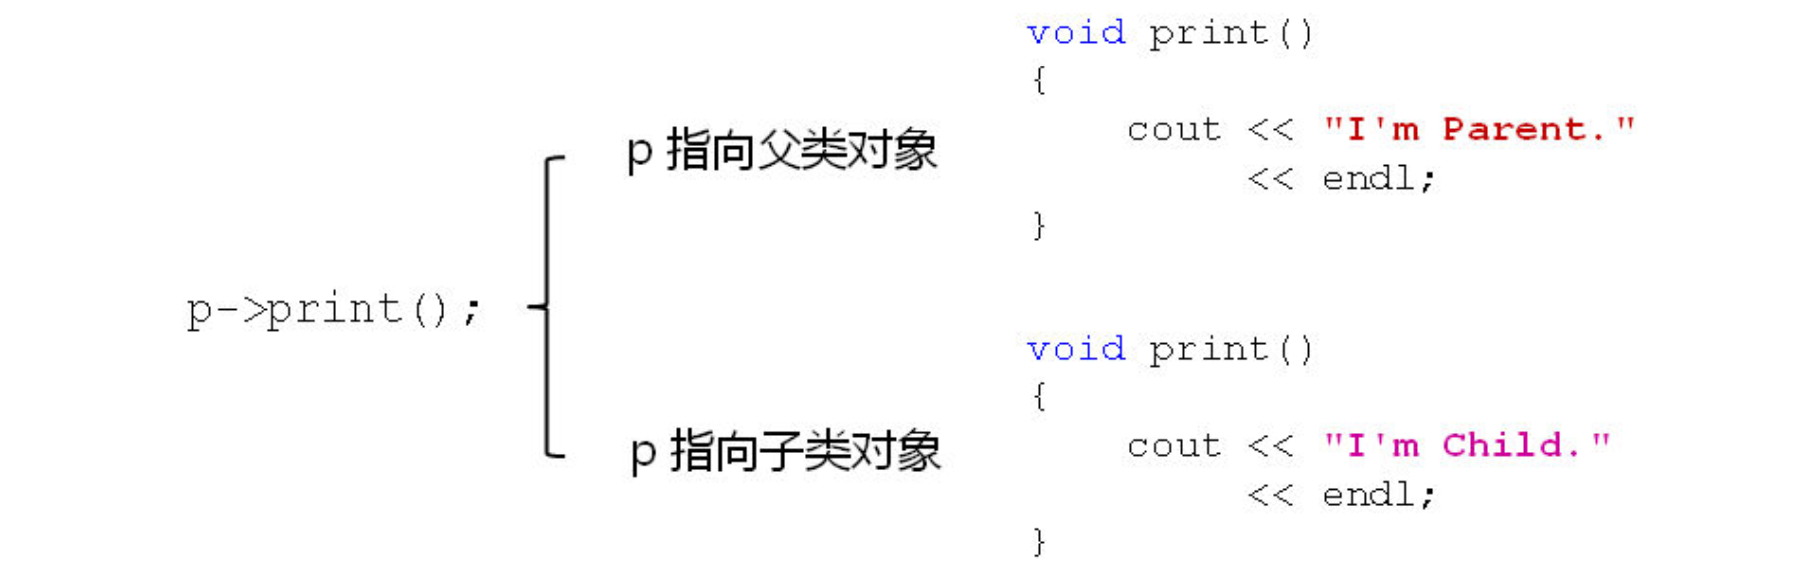 p->print();
p 指向父类对象
void print()
{
    cout << "I'm Parent."
         << endl;
}
p 指向子类对象
void print()
{
    cout << "I'm Child."
         << endl;
}